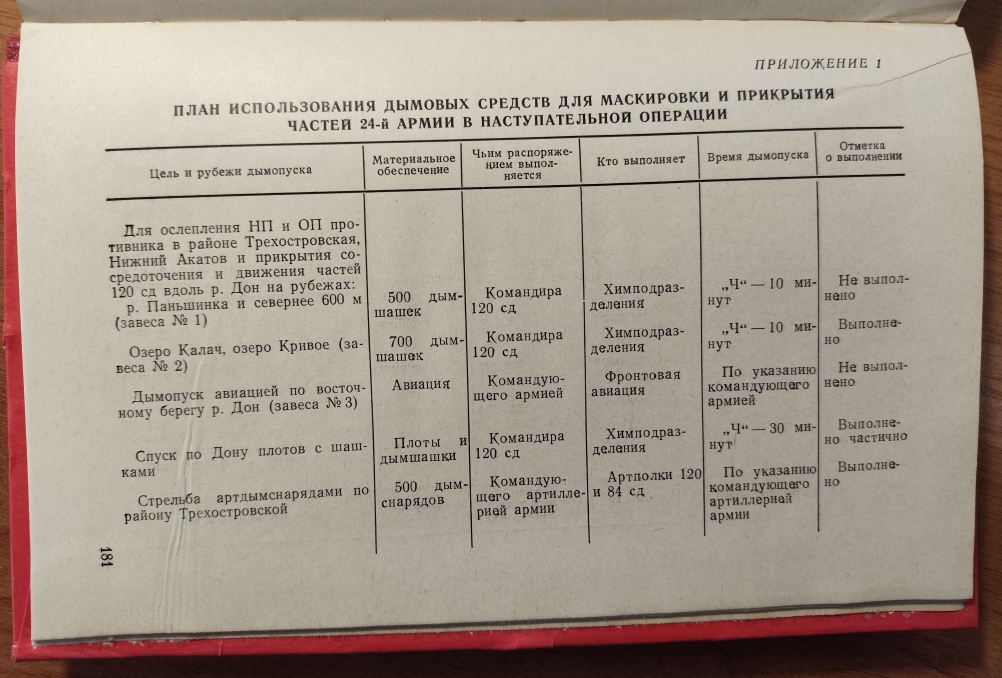 ПРИЛОЖЕНИЕ 1
ПЛАН ИСПОЛЬЗОВАНИЯ ДЫМОВЫХ СРЕДСТВ ДЛЯ МАСКИРОВКИ И ПРИКРЫТИЯ
ЧАСТЕЙ 24-й АРМИИ В НАСТУПАТЕЛЬНОЙ ОПЕРАЦИИ
Цель и рубежи дымопуска
Материальное
обеспечение
Чьим распоряже-
нием выпол-
няется
Кто выполняет
Время дымопуска
Отметка
о выполнении
Для ослепления НП и ОП про-
тивника в районе Трехостровская,
Нижний Акатов и прикрытия со-
средоточения и движения частей
120 сд вдоль р. Дон на рубежах:
р. Паньшинка и севернее 600 м
(завеса № 1)
500 дым-
шашек
Командира
120 сд
Химподраз-
деления
„Ч“ — 10 ми-
нут
Не выпол-
нено
Озеро Калач, озеро Кривое (за-
веса № 2)
700 дым-
шашек
Командира
120 сд
Химподраз-
деления
„Ч“ — 10 ми-
нут
Выполне-
но
Дымопуск авиацией по восточ-
ному берегу р. Дон (завеса № 3)
Авиация
Командую-
щего армией
Фронтовая
авиация
По указанию
командующего
армией
Не выпол-
нено
Спуск по Дону плотов с шаш-
ками
Плоты и
дымшашки
Командира
120 сд
Химподраз-
деления
„Ч“ — 30 ми-
нут
Выполне-
но частично
Стрельба артдымснарядами по
району Трехостровской
500 дым-
снарядов
Командую-
щего артилле-
рией армии
Артполки 120
и 84 сд
По указанию
командующего
артиллерией
армии
Выполне-
но
181